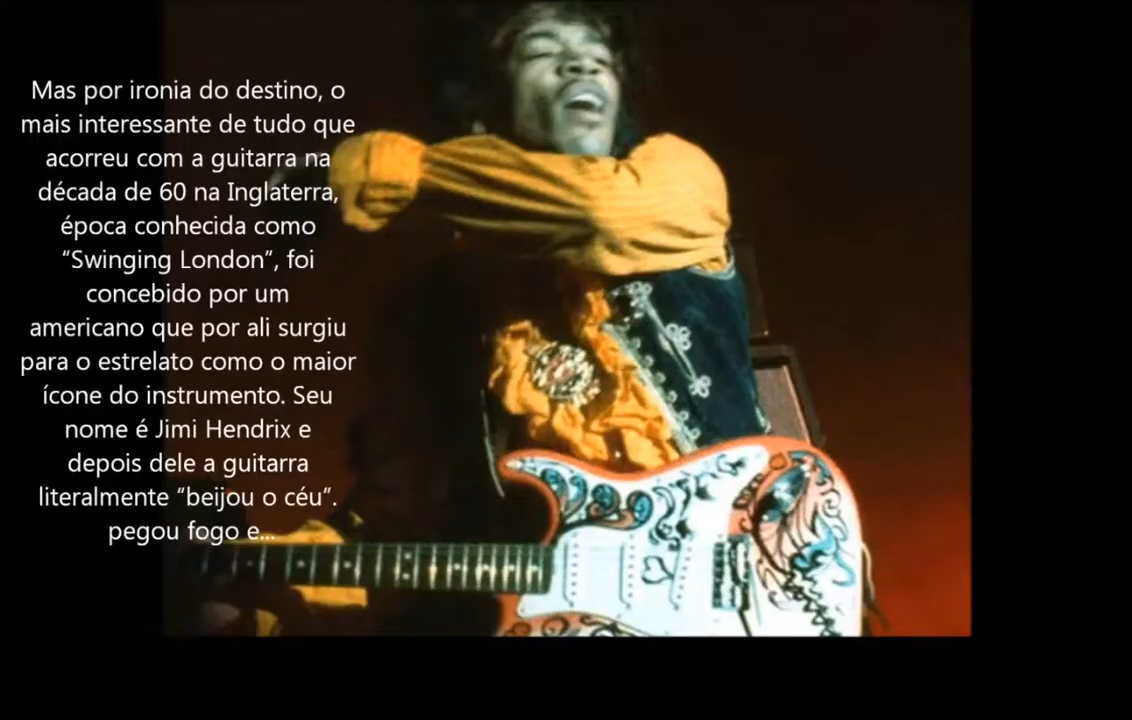 Mas por ironia do destino, o
mais interessante de tudo que
acorreu com a guitarra na
década de 60 na Inglaterra,
época conhecida como
“Swinging London”, foi
concebido por um
americano que por ali surgiu
para o estrelato como o maior
ícone do instrumento. Seu
nome é Jimi Hendrix e
depois dele a guitarra
literalmente “beijou o céu”.
pegou fogo e...